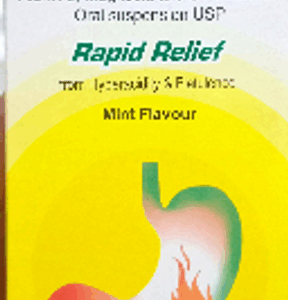 Oral suspension USP
Rapid Relief
from Hyperacidity & Flatulence
Mint Flavour